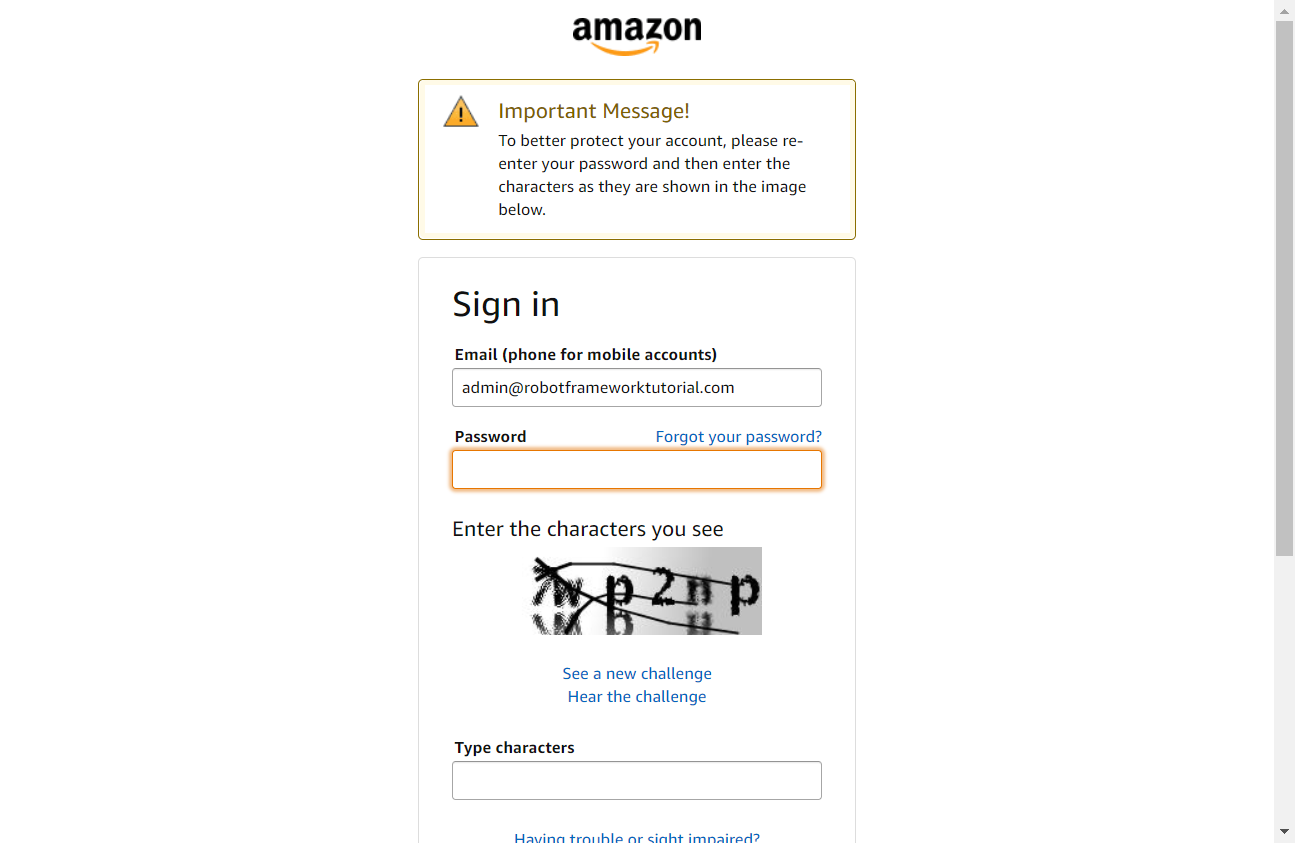 amazon
Important Message!
To better protect your account, please re-
enter your password and then enter the
characters as they are shown in the image
below.
Sign in
Email (phone for mobile accounts)
admin@robotframeworktutorial.com
Password Forgot your password?
Enter the characters you see
See a new challenge
Hear the challenge
Type characters
Having trouble or sight impaired?